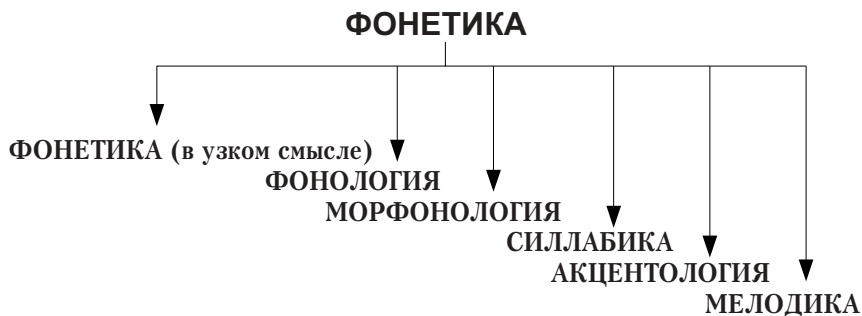 ФОНЕТИКА
ФОНЕТИКА (в узком смысле)
ФОНОЛОГИЯ
МОРФОНОЛОГИЯ
СИЛЛАБИКА
АКЦЕНТОЛОГИЯ
МЕЛОДИКА